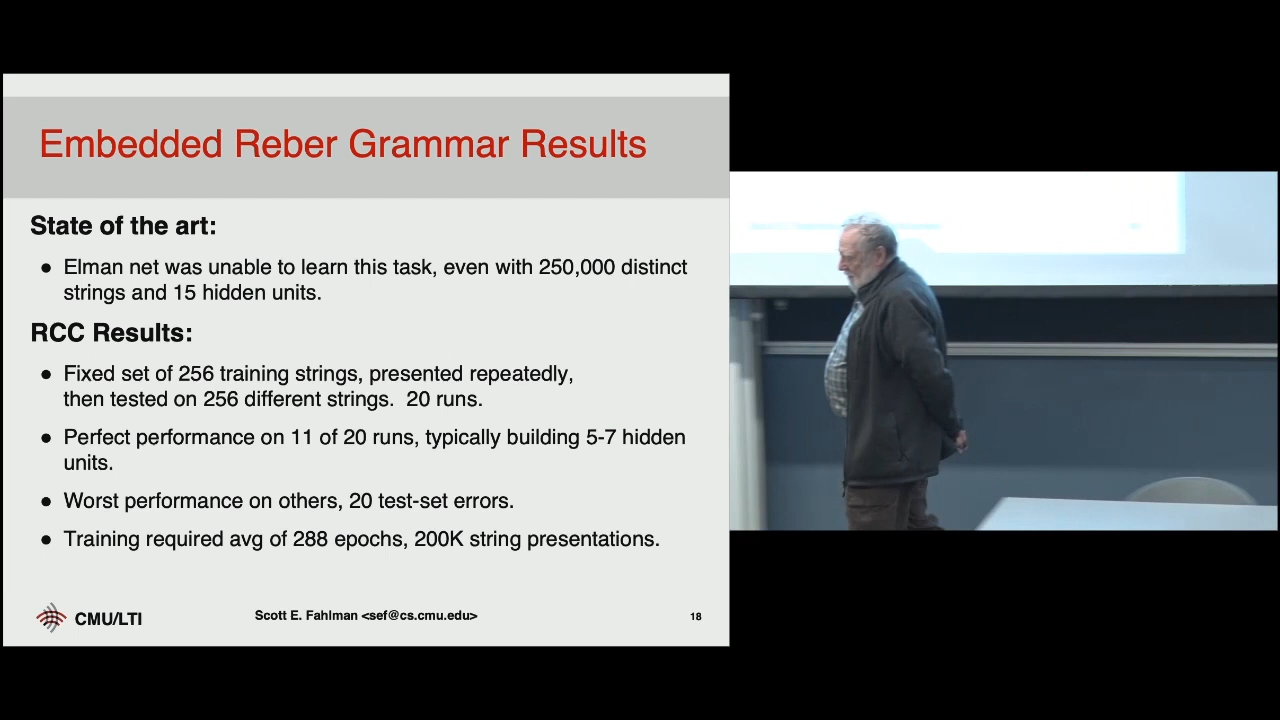 Embedded Reber Grammar Results
State of the art:
● Elman net was unable to learn this task, even with 250,000 distinct
strings and 15 hidden units.
RCC Results:
● Fixed set of 256 training strings, presented repeatedly,
then tested on 256 different strings.  20 runs.
● Perfect performance on 11 of 20 runs, typically building 5-7 hidden
units.
● Worst performance on others, 20 test-set errors.
● Training required avg of 288 epochs, 200K string presentations.
CMU/LTI
Scott E. Fahlman <sef@cs.cmu.edu>
18